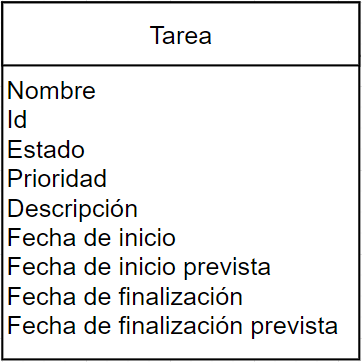 Tarea
Nombre
Id
Estado
Prioridad
Descripción
Fecha de inicio
Fecha de inicio prevista
Fecha de finalización
Fecha de finalización prevista